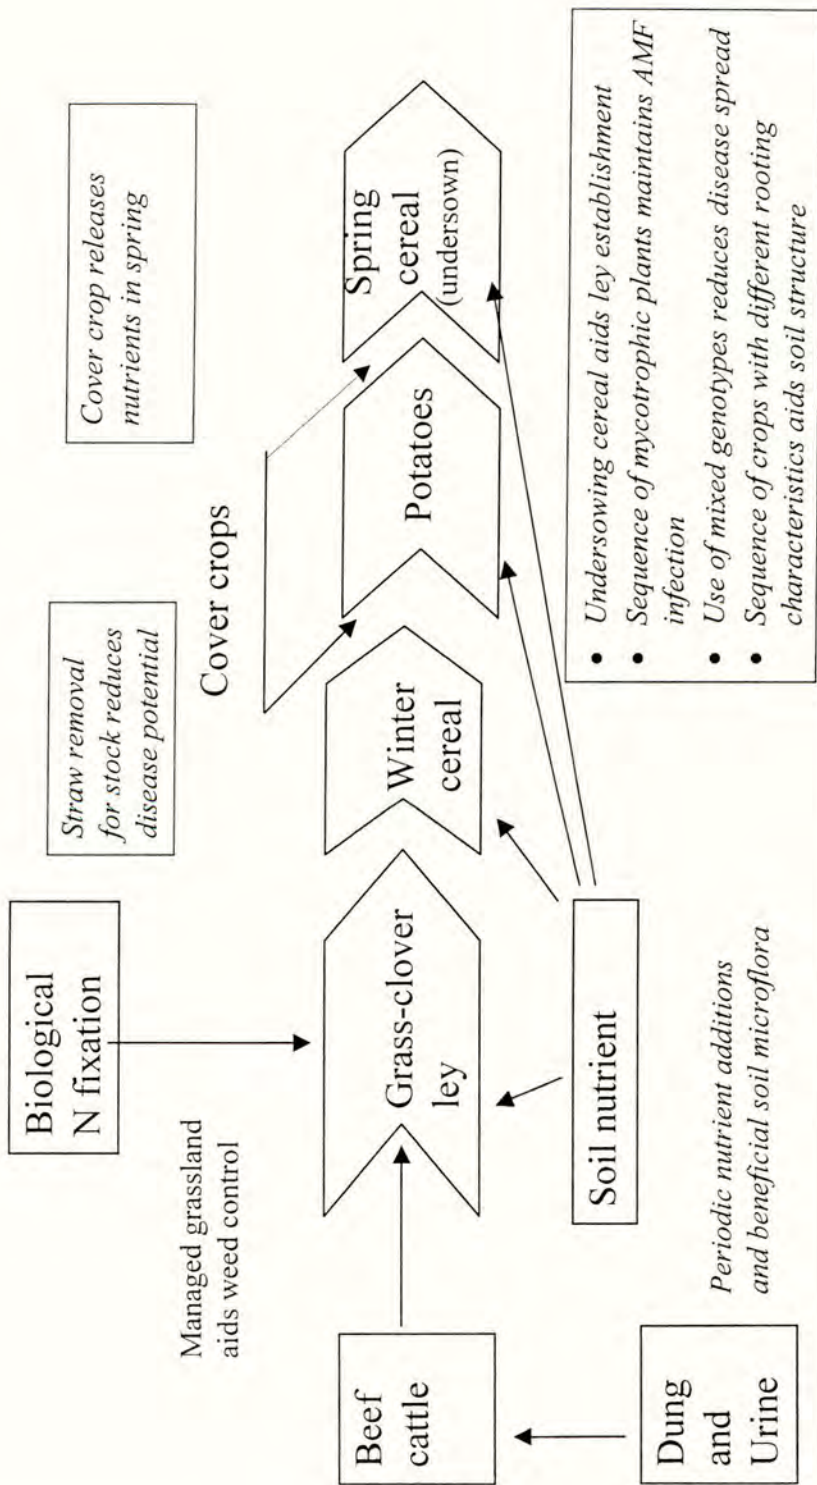 Biological
N fixation
Straw removal
for stock reduces
disease potential
Cover crop releases
nutrients in spring
Managed grassland
aids weed control
Cover crops
Beef
cattle
Grass-clover
ley
Winter
cereal
Potatoes
Spring
cereal
(undersown)
Dung
and
Urine
Periodic nutrient additions
and beneficial soil microflora
Soil nutrient
• Undersowing cereal aids ley establishment
• Sequence of mycotrophic plants maintains AMF
infection
• Use of mixed genotypes reduces disease spread
• Sequence of crops with different rooting
characteristics aids soil structure